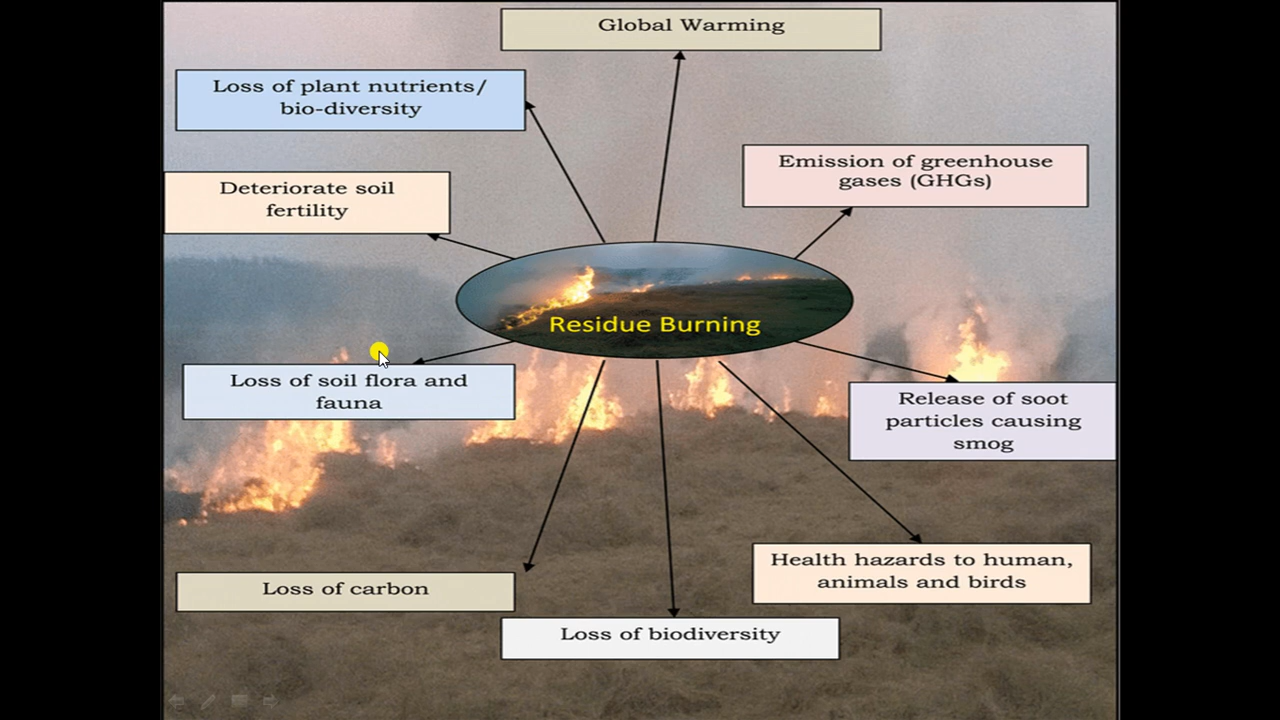 Global Warming
Loss of plant nutrients/
bio-diversity
Emission of greenhouse
gases (GHGs)
Deteriorate soil
fertility
Residue Burning
Loss of soil flora and
fauna
Release of soot
particles causing
smog
Health hazards to human,
animals and birds
Loss of carbon
Loss of biodiversity